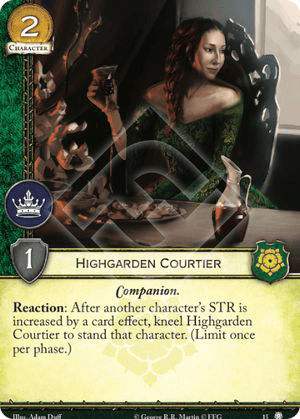 2
CHARACTER
1
HIGHGARDEN COURTIER
Companion.
Reaction: After another character's STR is
increased by a card effect, kneel Highgarden
Courtier to stand that character. (Limit once
per phase.)
Illus. Adam Duff
© George R.R. Martin © FFG
15